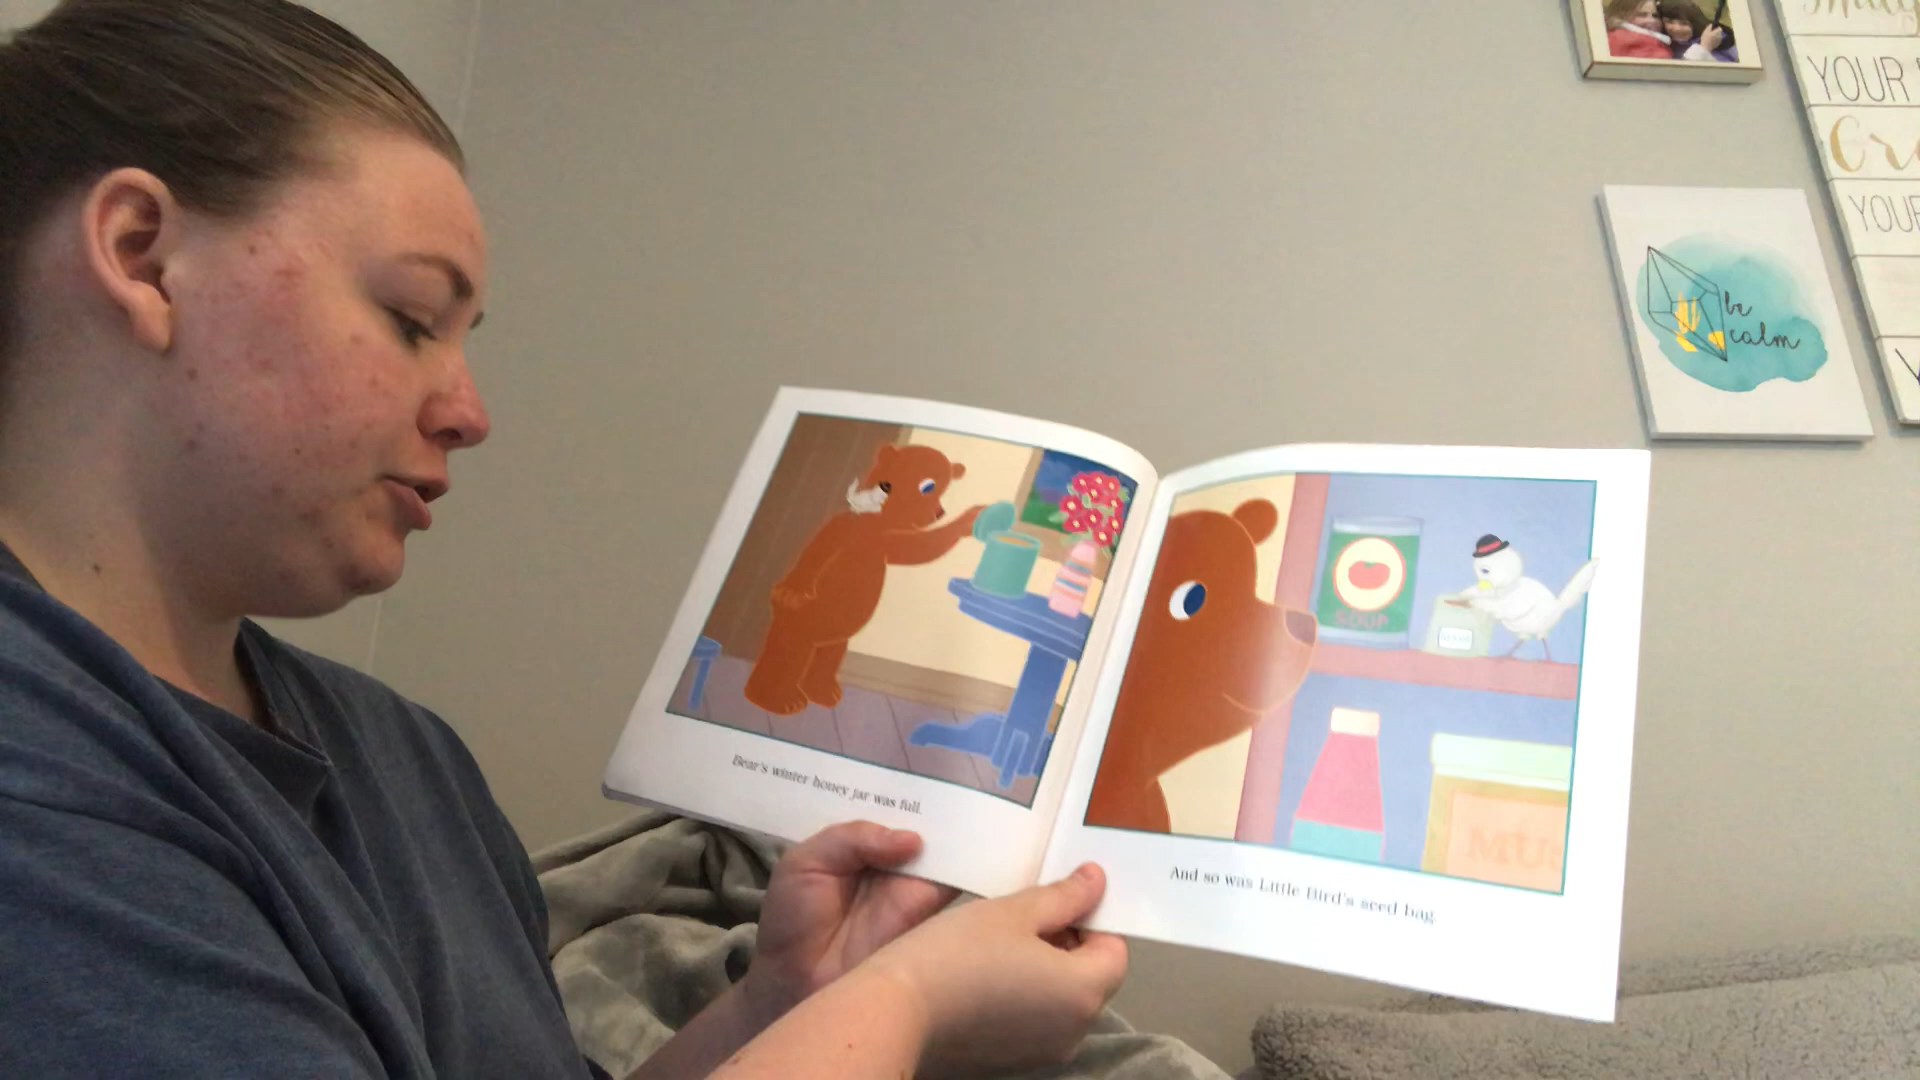 YOUR
YOUR
be
calm
SOUP
Bear's winter honey jar was full.
And so was Little Bird's seed bag.